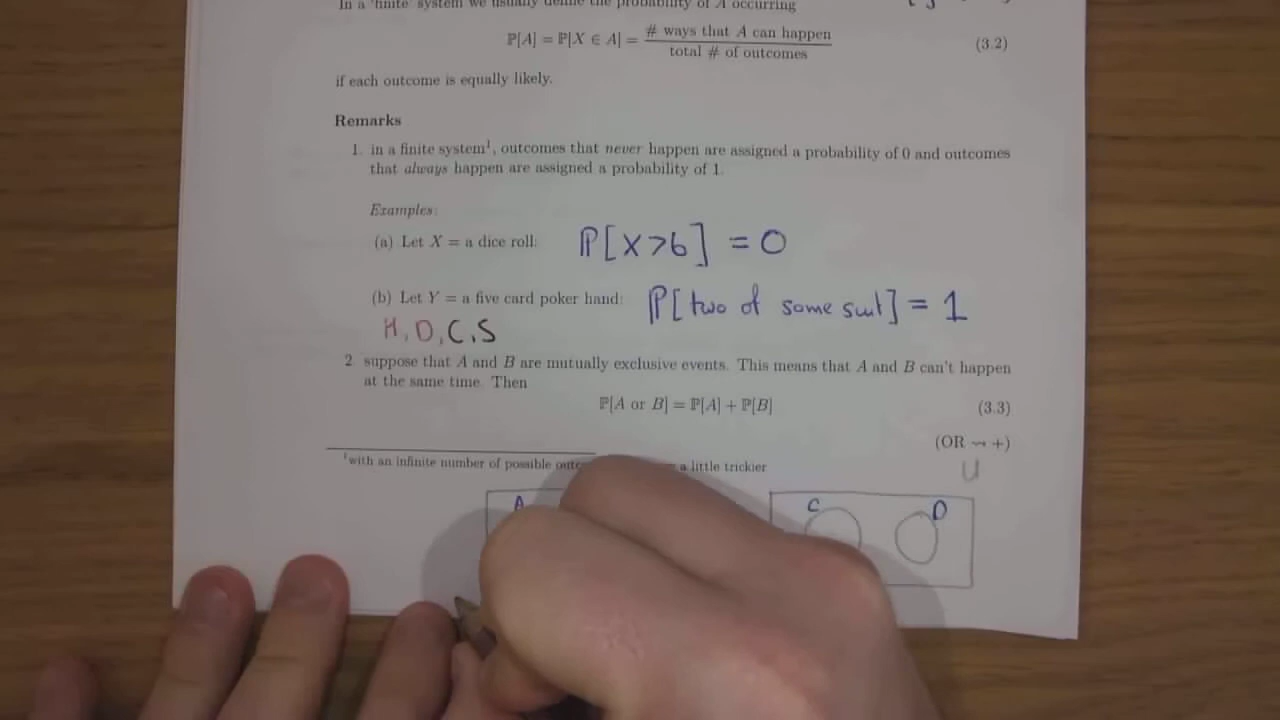 In a 'finite' system we usually define the probability of A occurring
P[A] = P[X ∈ A] = # ways that A can happen / total # of outcomes (3.2)
if each outcome is equally likely.
Remarks
1. in a finite system¹, outcomes that never happen are assigned a probability of 0 and outcomes
that always happen are assigned a probability of 1.
Examples:
(a) Let X = a dice roll: P[X>6] = 0
(b) Let Y = a five card poker hand: P[two of some suit] = 1
H, D, C, S
2 suppose that A and B are mutually exclusive events. This means that A and B can't happen
at the same time. Then
P[A or B] = P[A] + P[B] (3.3)
(OR ⇝ +)
U
¹with an infinite number of possible a little trickier
A C D